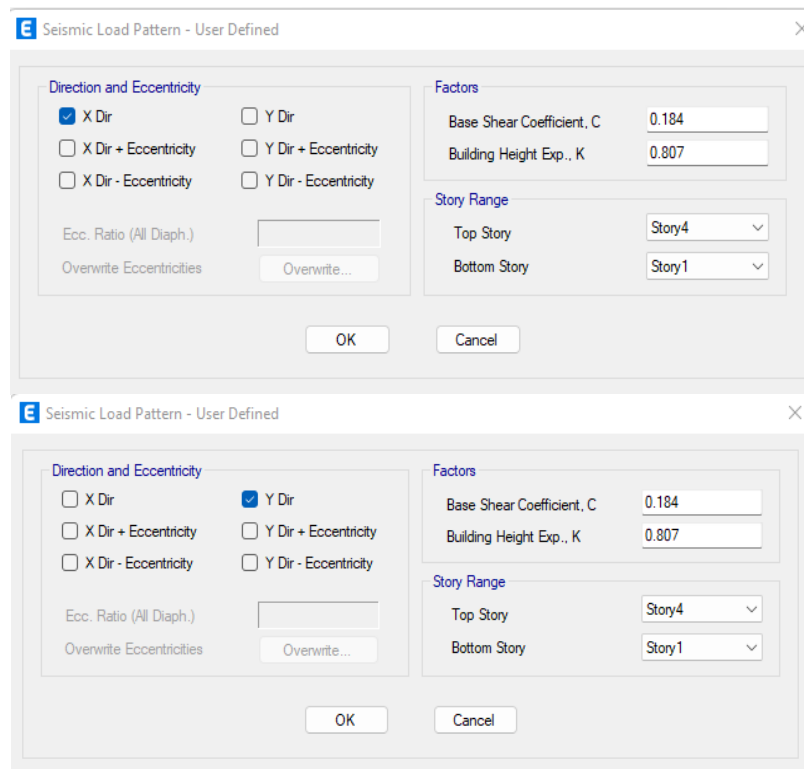 E Seismic Load Pattern - User Defined
Direction and Eccentricity
X Dir Y Dir
X Dir + Eccentricity Y Dir + Eccentricity
X Dir - Eccentricity Y Dir - Eccentricity
Ecc. Ratio (All Diaph.)
Overwrite Eccentricities Overwrite...
Factors
Base Shear Coefficient, C 0.184
Building Height Exp., K 0.807
Story Range
Top Story Story4
Bottom Story Story1
OK Cancel
E Seismic Load Pattern - User Defined
Direction and Eccentricity
X Dir Y Dir
X Dir + Eccentricity Y Dir + Eccentricity
X Dir - Eccentricity Y Dir - Eccentricity
Ecc. Ratio (All Diaph.)
Overwrite Eccentricities Overwrite...
Factors
Base Shear Coefficient, C 0.184
Building Height Exp., K 0.807
Story Range
Top Story Story4
Bottom Story Story1
OK Cancel